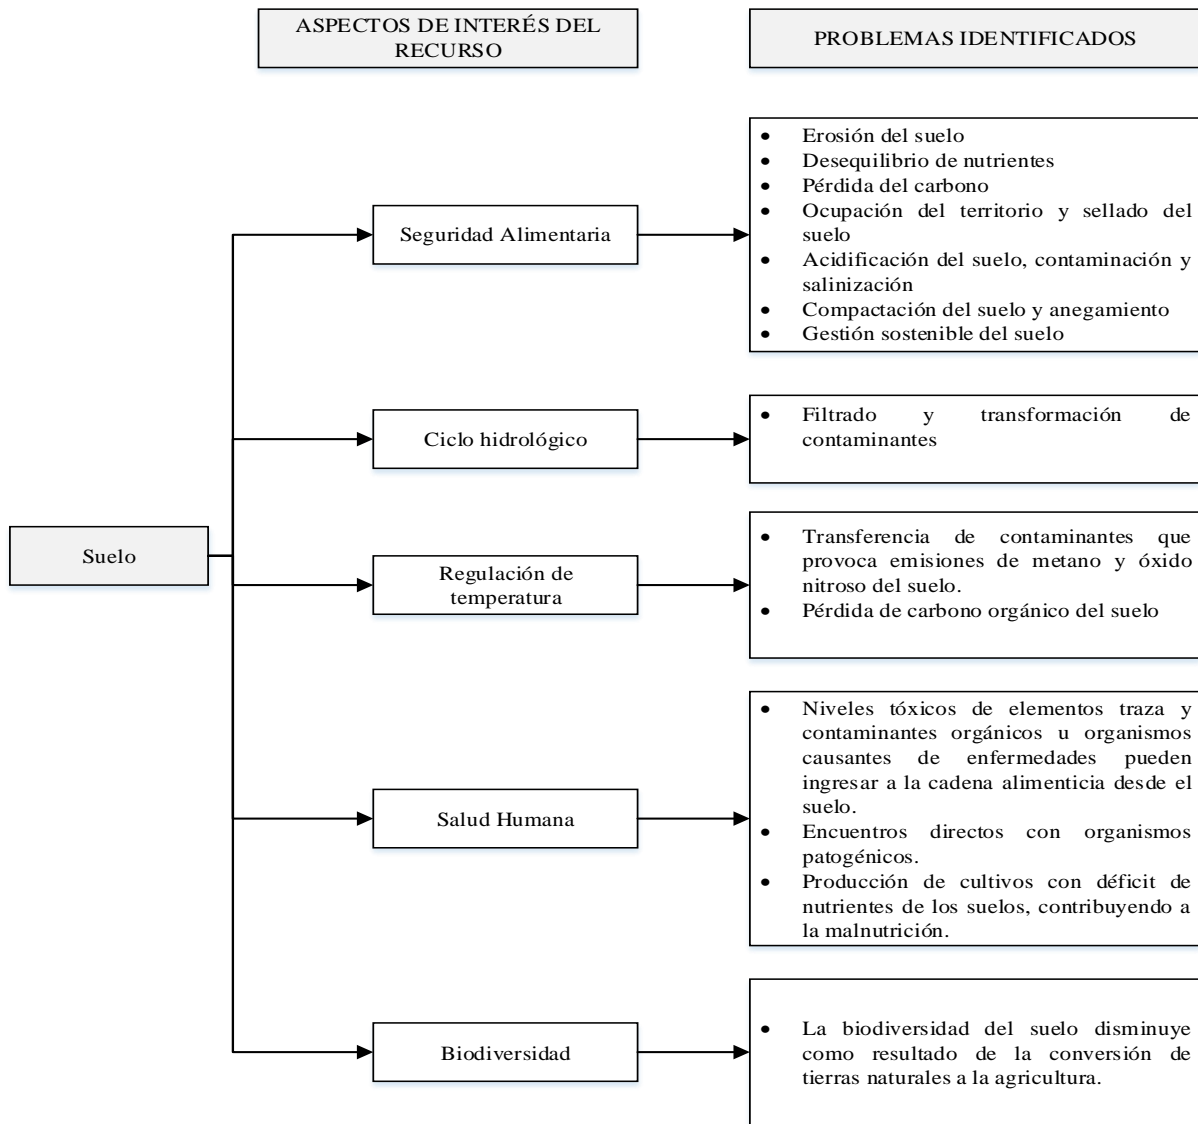 ASPECTOS DE INTERÉS DEL
RECURSO
PROBLEMAS IDENTIFICADOS
Suelo
Seguridad Alimentaria
• Erosión del suelo
• Desequilibrio de nutrientes
• Pérdida del carbono
• Ocupación del territorio y sellado del
suelo
• Acidificación del suelo, contaminación y
salinización
• Compactación del suelo y anegamiento
• Gestión sostenible del suelo
Ciclo hidrológico
• Filtrado y transformación de
contaminantes
Regulación de
temperatura
• Transferencia de contaminantes que
provoca emisiones de metano y óxido
nitroso del suelo.
• Pérdida de carbono orgánico del suelo
Salud Humana
• Niveles tóxicos de elementos traza y
contaminantes orgánicos u organismos
causantes de enfermedades pueden
ingresar a la cadena alimenticia desde el
suelo.
• Encuentros directos con organismos
patogénicos.
• Producción de cultivos con déficit de
nutrientes de los suelos, contribuyendo a
la malnutrición.
Biodiversidad
• La biodiversidad del suelo disminuye
como resultado de la conversión de
tierras naturales a la agricultura.